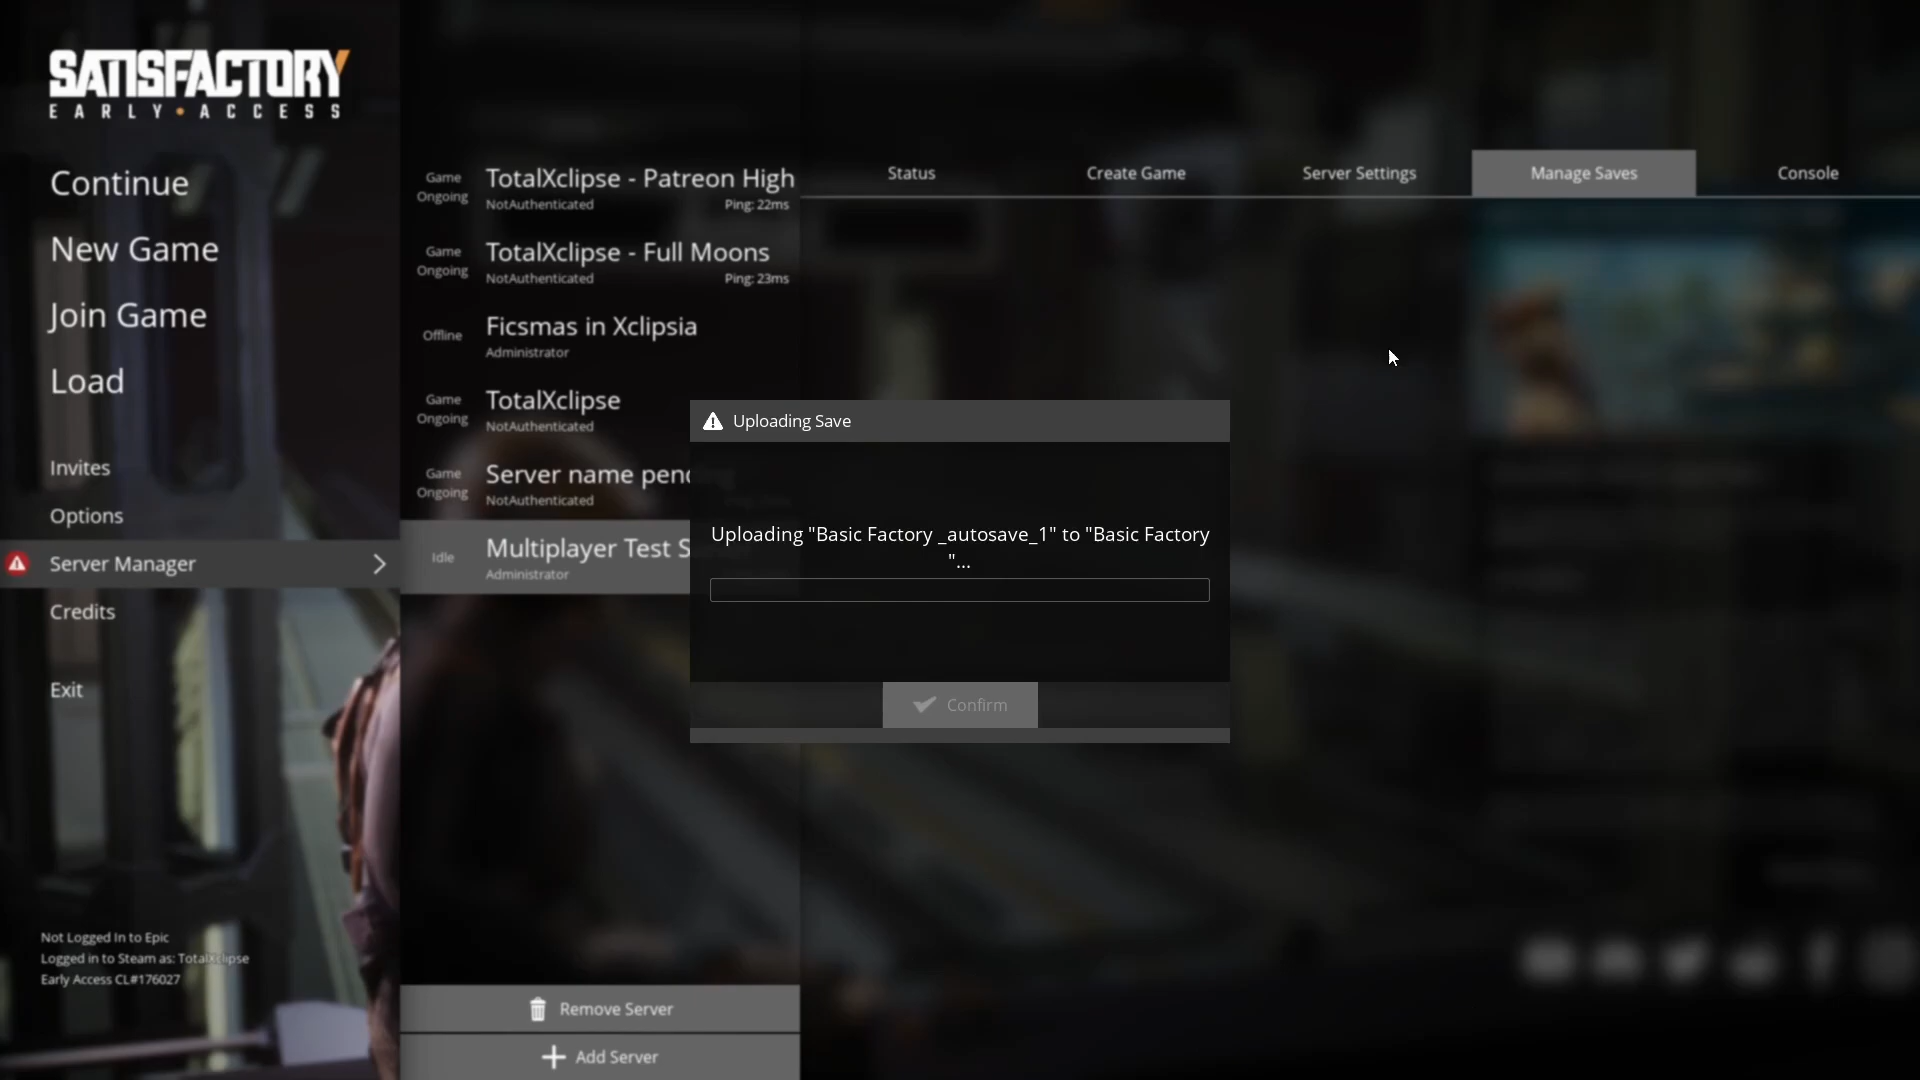 SATISFACTORY
EARLY ACCESS
Continue
New Game
Join Game
Load
Invites
Options
Server Manager
Credits
Exit
Not Logged In to Epic
Logged in to Steam as: TotalXclipse
Early Access CL#176027
Game Ongoing
TotalXclipse - Patreon High
NotAuthenticated Ping: 22ms
Game Ongoing
TotalXclipse - Full Moons
NotAuthenticated Ping: 23ms
Offline
Ficsmas in Xclipsia
Administrator
Game Ongoing
TotalXclipse
NotAuthenticated
Game Ongoing
Server name pend
NotAuthenticated
Idle
Multiplayer Test S
Administrator
Remove Server
Add Server
Status Create Game Server Settings Manage Saves Console
Uploading Save
Uploading "Basic Factory _autosave_1" to "Basic Factory
"...
Confirm